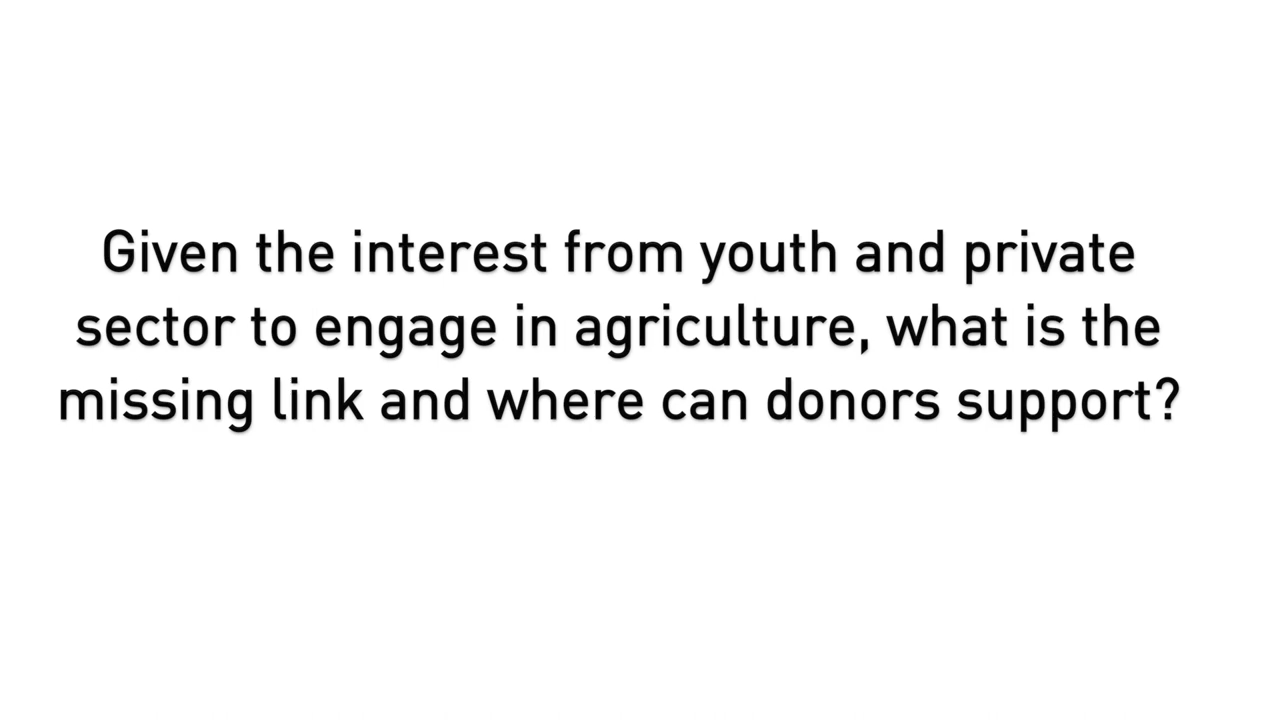 Given the interest from youth and private
sector to engage in agriculture, what is the
missing link and where can donors support?